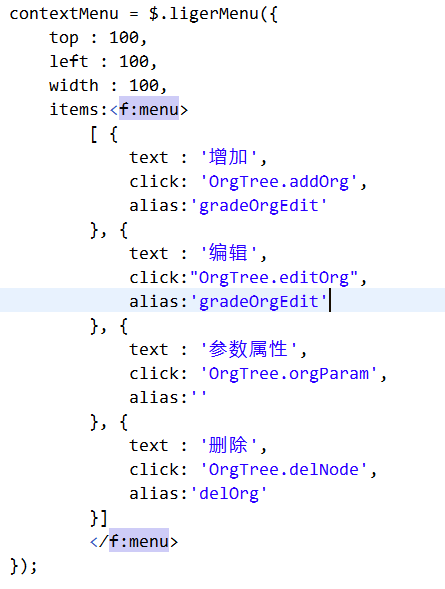 contextMenu = $.ligerMenu({
top : 100,
left : 100,
width : 100,
items:<f:menu>
[ {
text : '增加',
click: 'OrgTree.addOrg',
alias:'gradeOrgEdit'
}, {
text : '编辑',
click:"OrgTree.editOrg",
alias:'gradeOrgEdit'
}, {
text : '参数属性',
click: 'OrgTree.orgParam',
alias:''
}, {
text : '删除',
click: 'OrgTree.delNode',
alias:'delOrg'
}]
</f:menu>
});